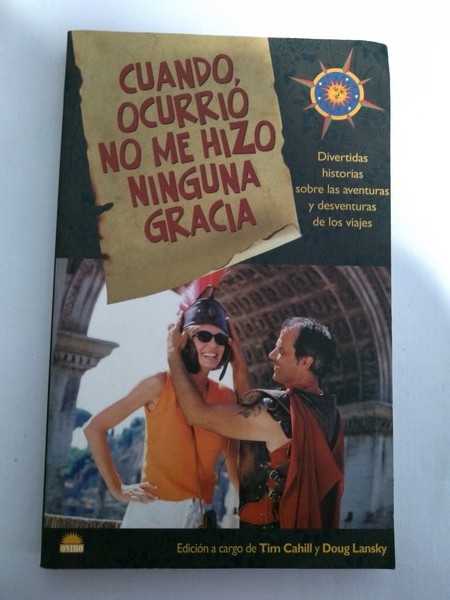 CUANDO,
OCURRIÓ
NO ME HIZO
NINGUNA
GRACIA
Divertidas
historias
sobre las aventuras
y desventuras
de los viajes
ONIRO
Edición a cargo de Tim Cahill y Doug Lansky